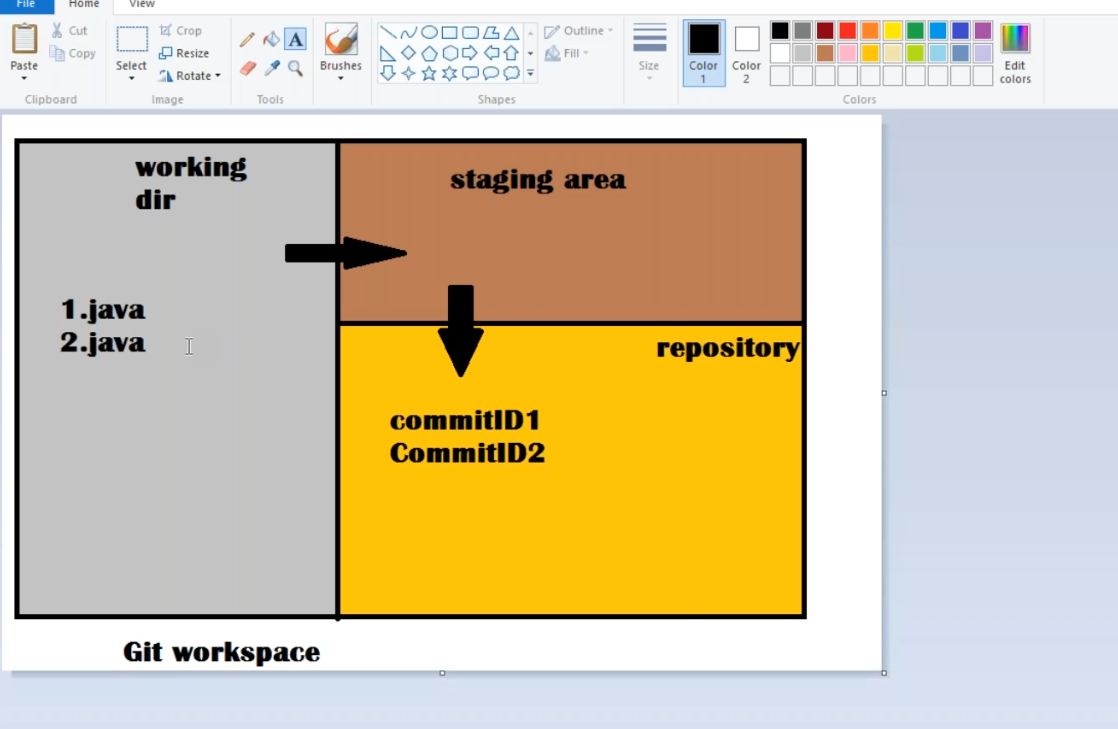 File
Home
View
Paste
Cut
Copy
Clipboard
Select
Crop
Resize
Rotate
Image
A
Tools
Brushes
Shapes
Outline
Fill
Size
Color
1
Color
2
Colors
Edit
colors
working
dir
staging area
1.java
2.java
repository
commitID1
CommitID2
Git workspace